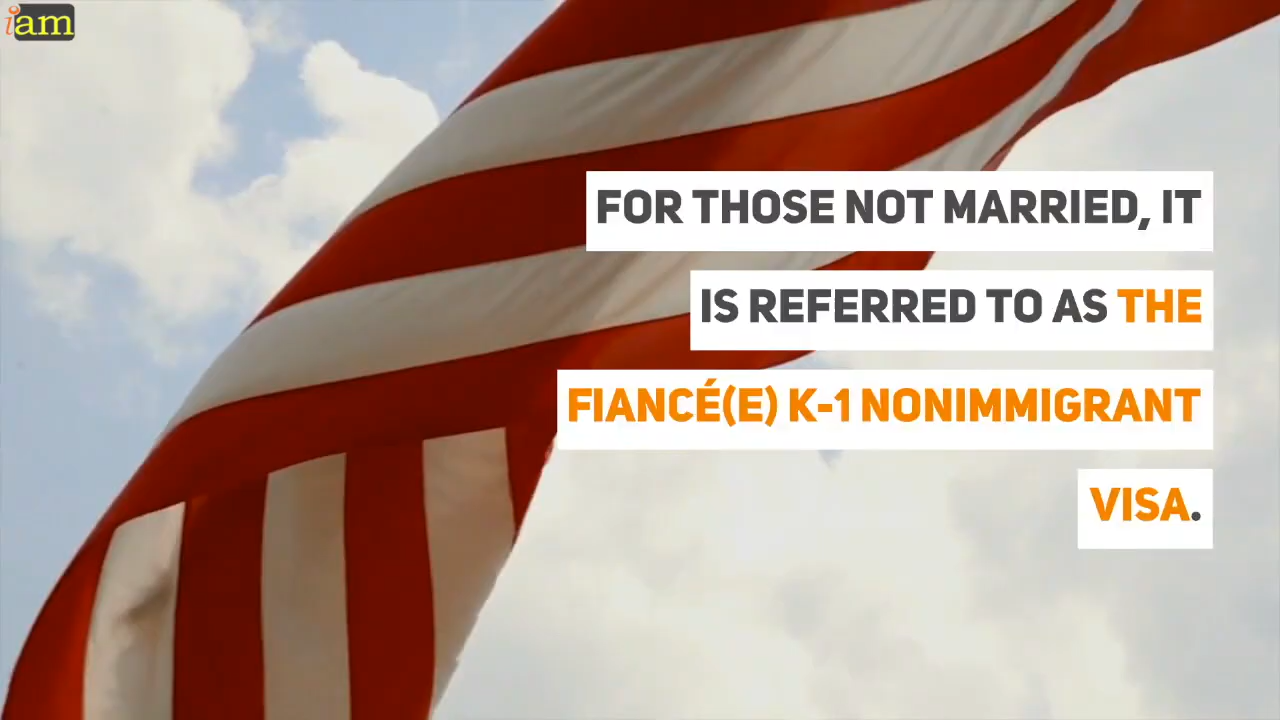 iam
FOR THOSE NOT MARRIED, IT
IS REFERRED TO AS THE
FIANCÉ(E) K-1 NONIMMIGRANT
VISA.